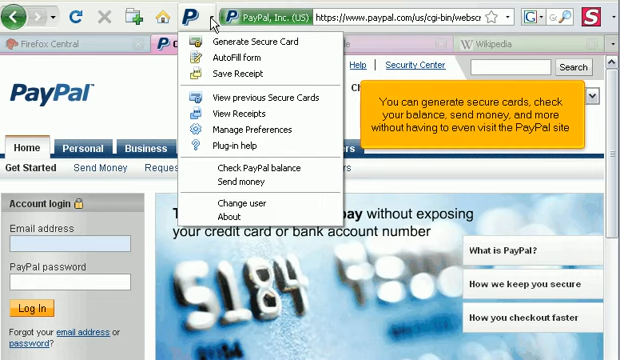 PayPal, Inc. (US) https://www.paypal.com/us/cgi-bin/webscr
Firefox Central
Wikipedia
Generate Secure Card
AutoFill form
Save Receipt
View previous Secure Cards
View Receipts
Manage Preferences
Plug-in help
Check PayPal balance
Send money
Change user
About
Help | Security Center
Search
PayPal
You can generate secure cards, check
your balance, send money, and more
without having to even visit the PayPal site
Home Personal Business
Get Started Send Money
Account login
Email address
PayPal password
Log In
Forgot your email address or
password?
pay without exposing
your credit card or bank account number
5184
What is PayPal?
How we keep you secure
How you checkout faster